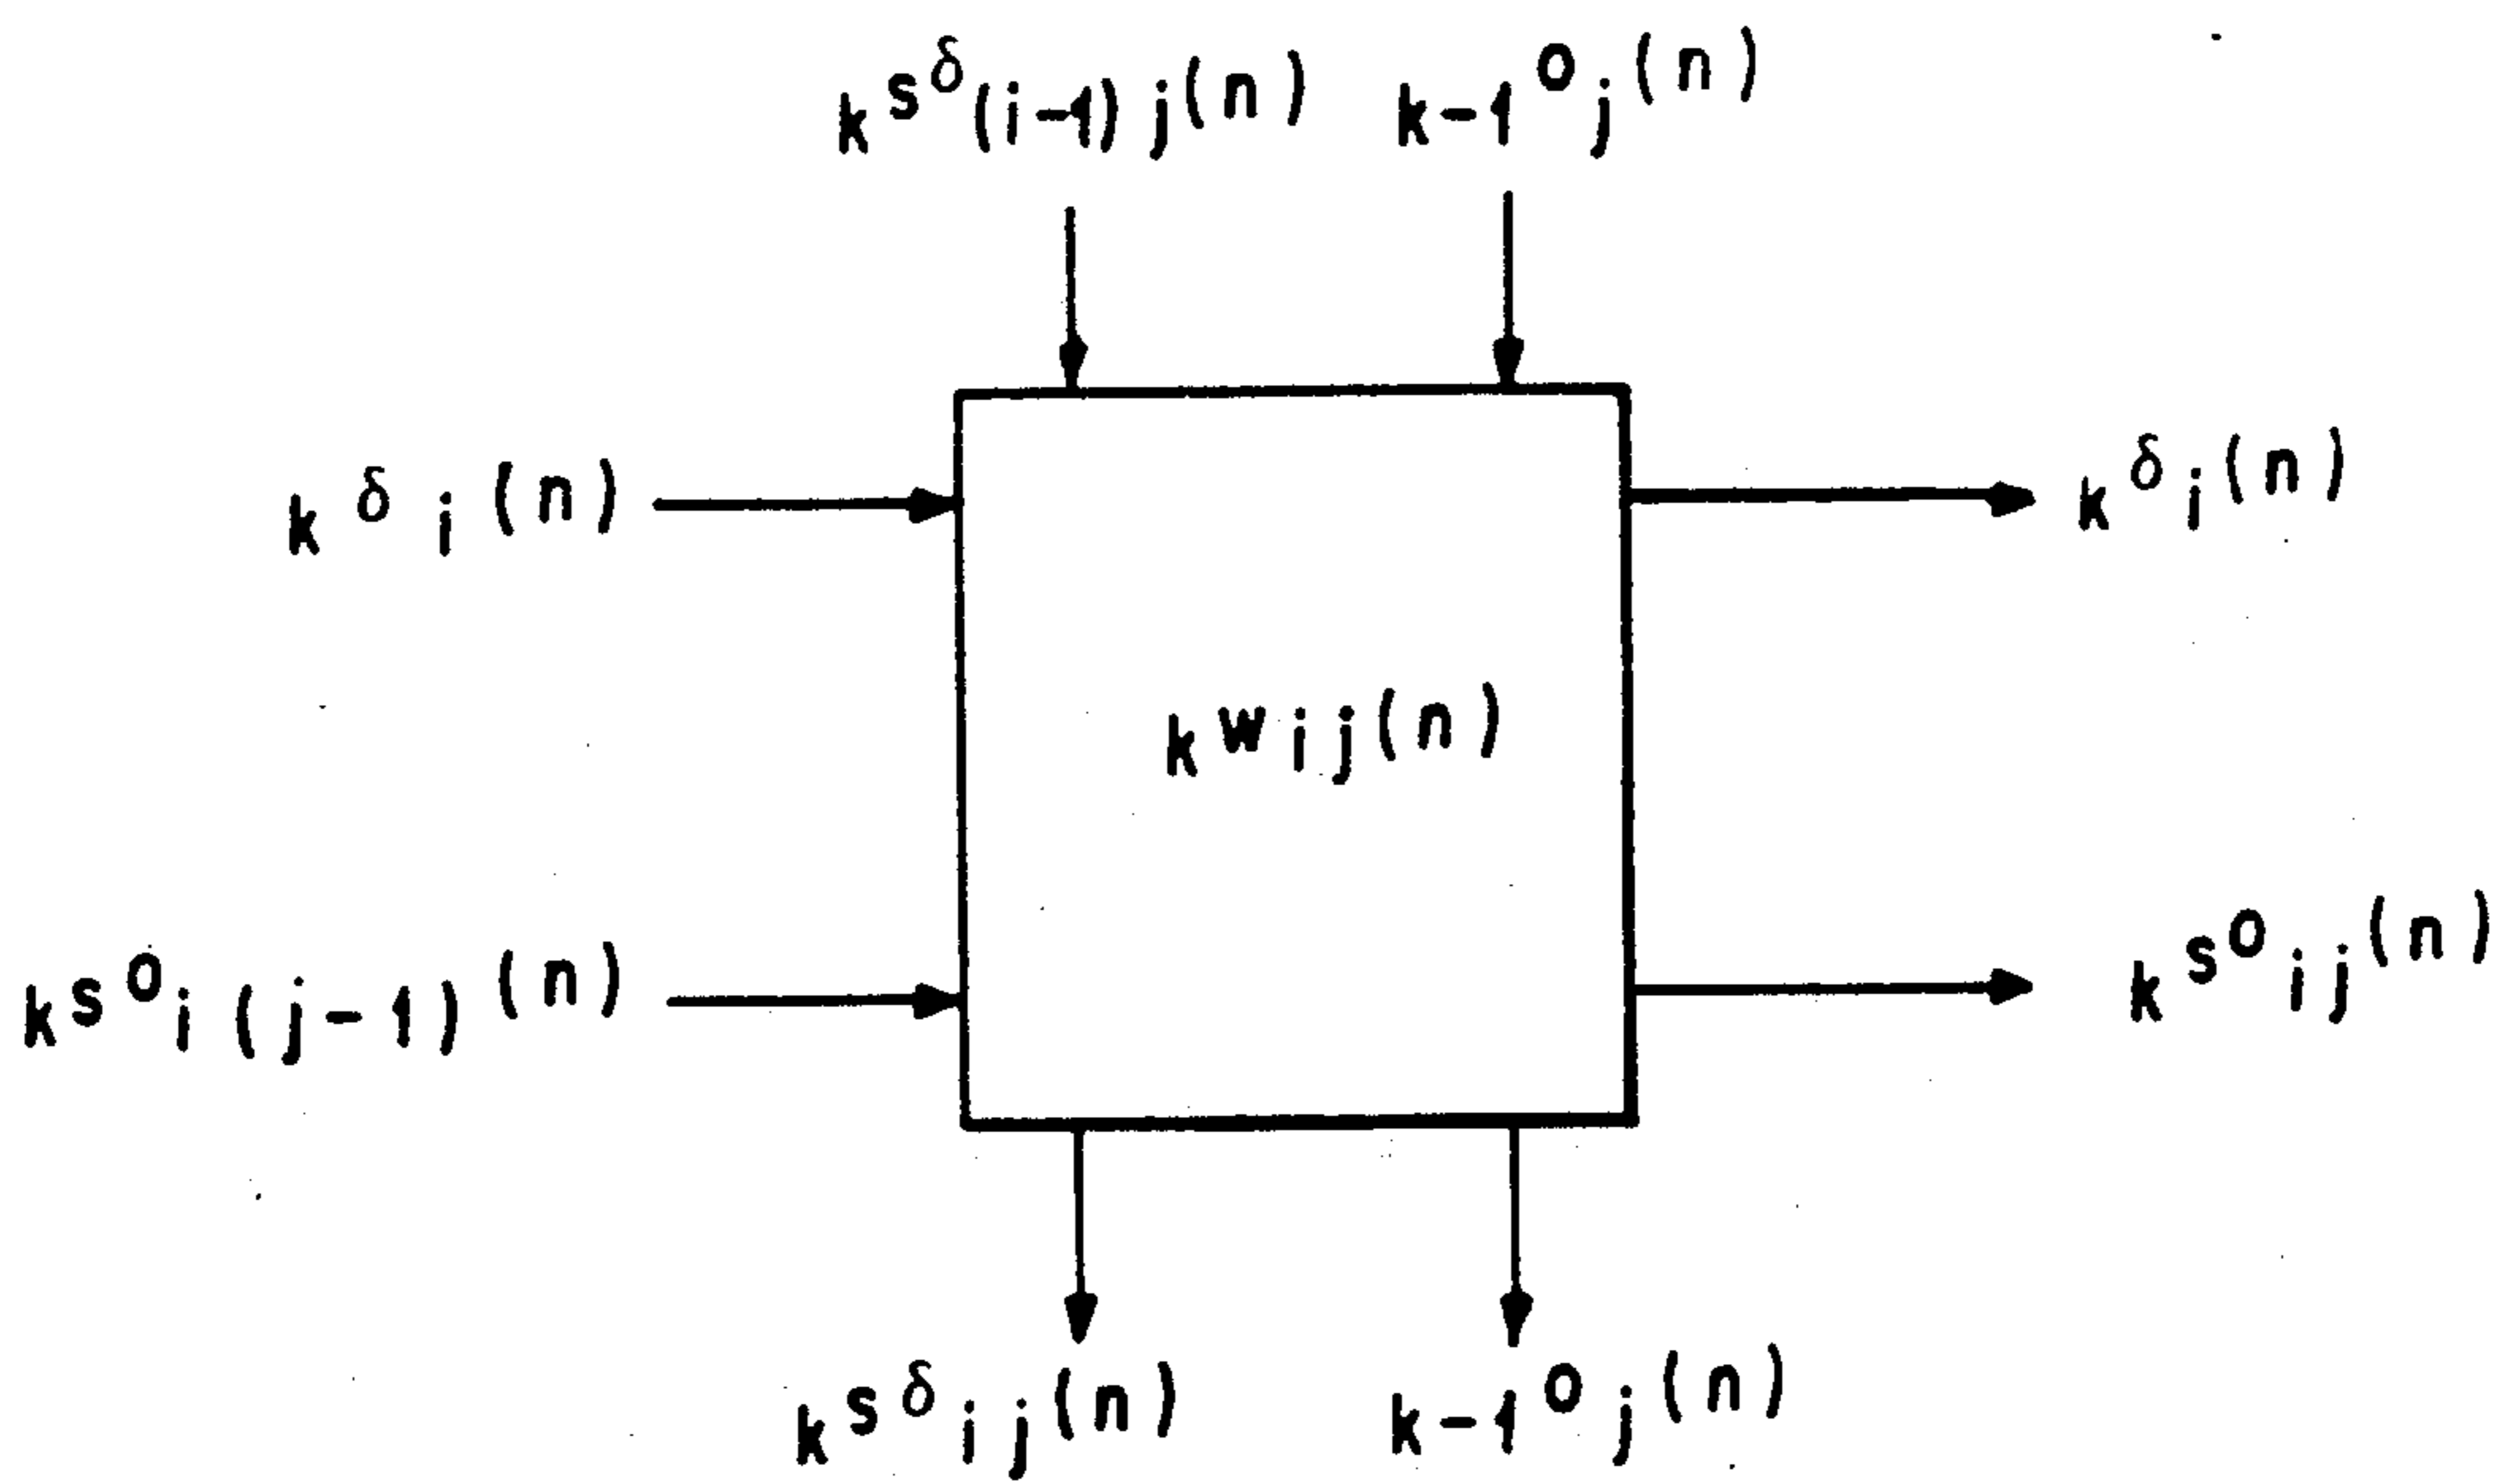 k s δ (i-1) j (n)
k-1 o j (n)
k δ i (n)
k δ i (n)
k w i j (n)
k s o i (j-1) (n)
k s o i j (n)
k s δ i j (n)
k-1 o j (n)